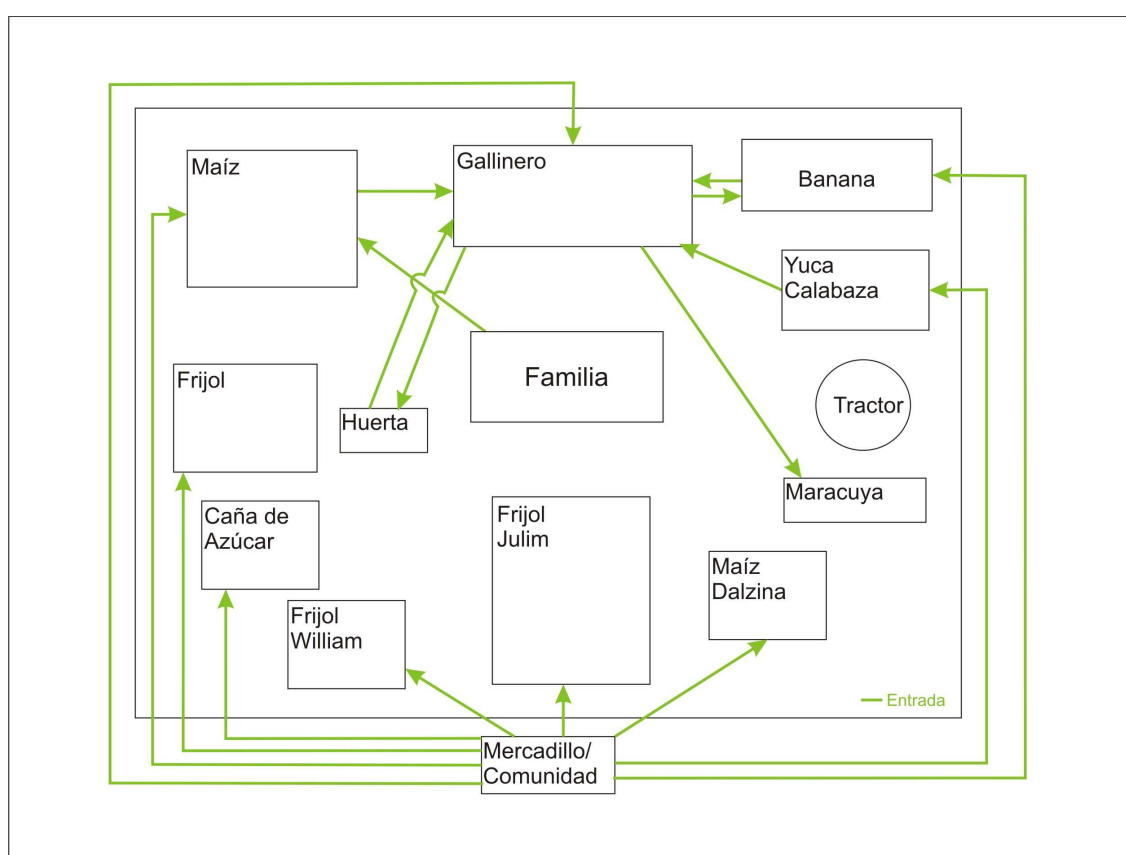 Maíz
Gallinero
Banana
Yuca
Calabaza
Familia
Frijol
Huerta
Tractor
Maracuya
Caña de
Azúcar
Frijol
Julim
Maíz
Dalzina
Frijol
William
Entrada
Mercadillo/
Comunidad